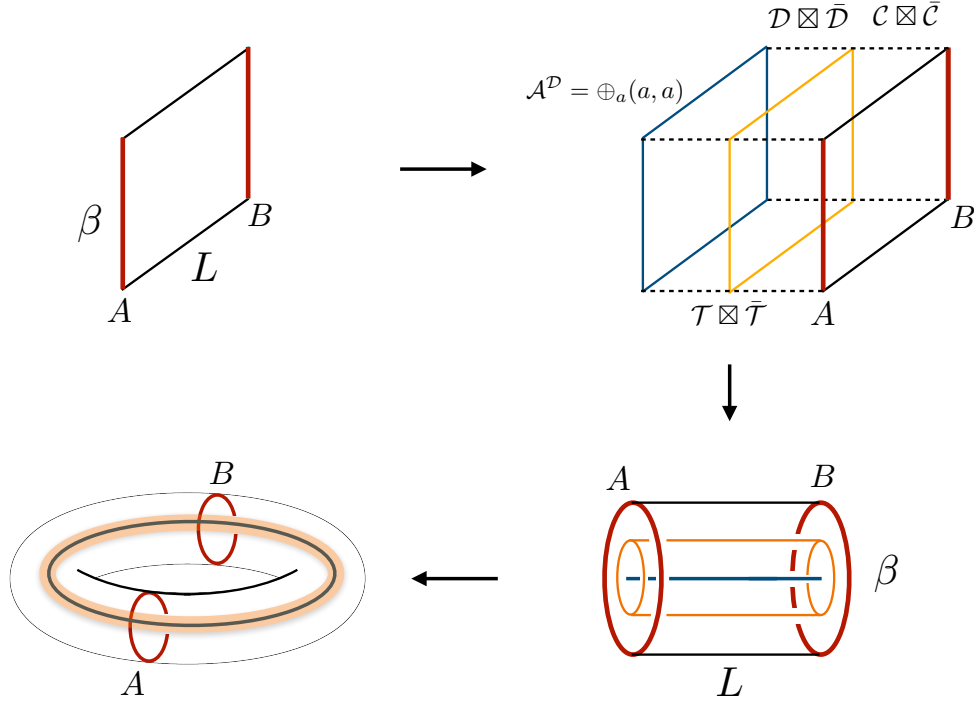 β
L
A
B
𝒟 ⊠ 𝒟̄
𝒞 ⊠ 𝒞̄
𝒜^𝒟 = ⊕_a(a, a)
B
𝒯 ⊠ 𝒯̄
A
B
A
A
B
β
L